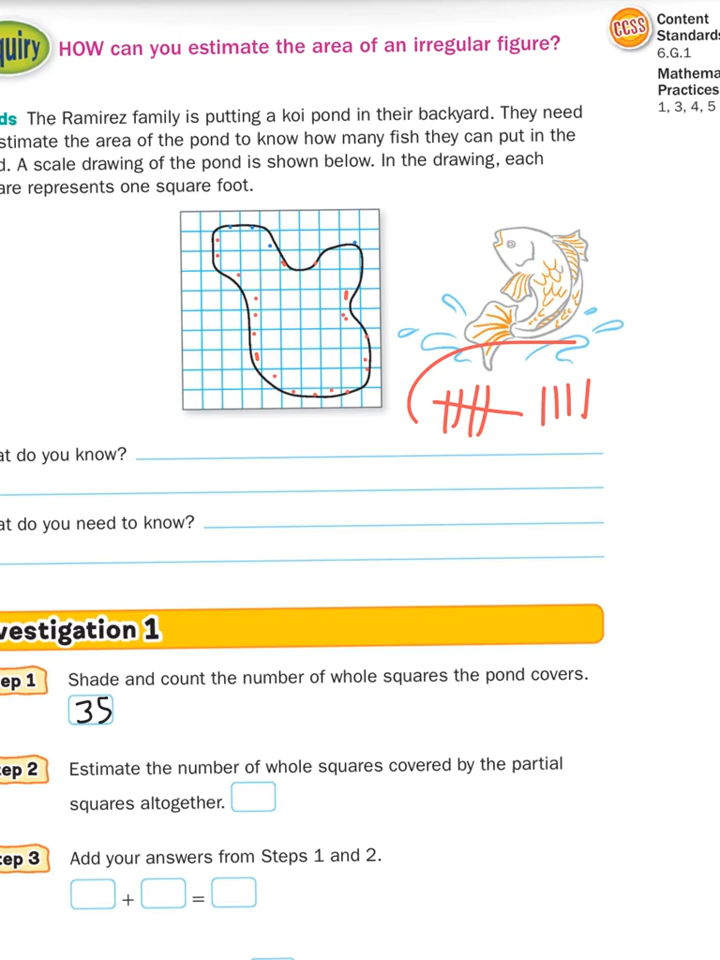 quiry HOW can you estimate the area of an irregular figure?
CCSS
Content
Standards
6.G.1
Mathema
Practices
1, 3, 4, 5
ds The Ramirez family is putting a koi pond in their backyard. They need
stimate the area of the pond to know how many fish they can put in the
d. A scale drawing of the pond is shown below. In the drawing, each
are represents one square foot.
at do you know?
at do you need to know?
vestigation 1
ep 1 Shade and count the number of whole squares the pond covers.
35
ep 2 Estimate the number of whole squares covered by the partial
squares altogether.
ep 3 Add your answers from Steps 1 and 2.
+ =